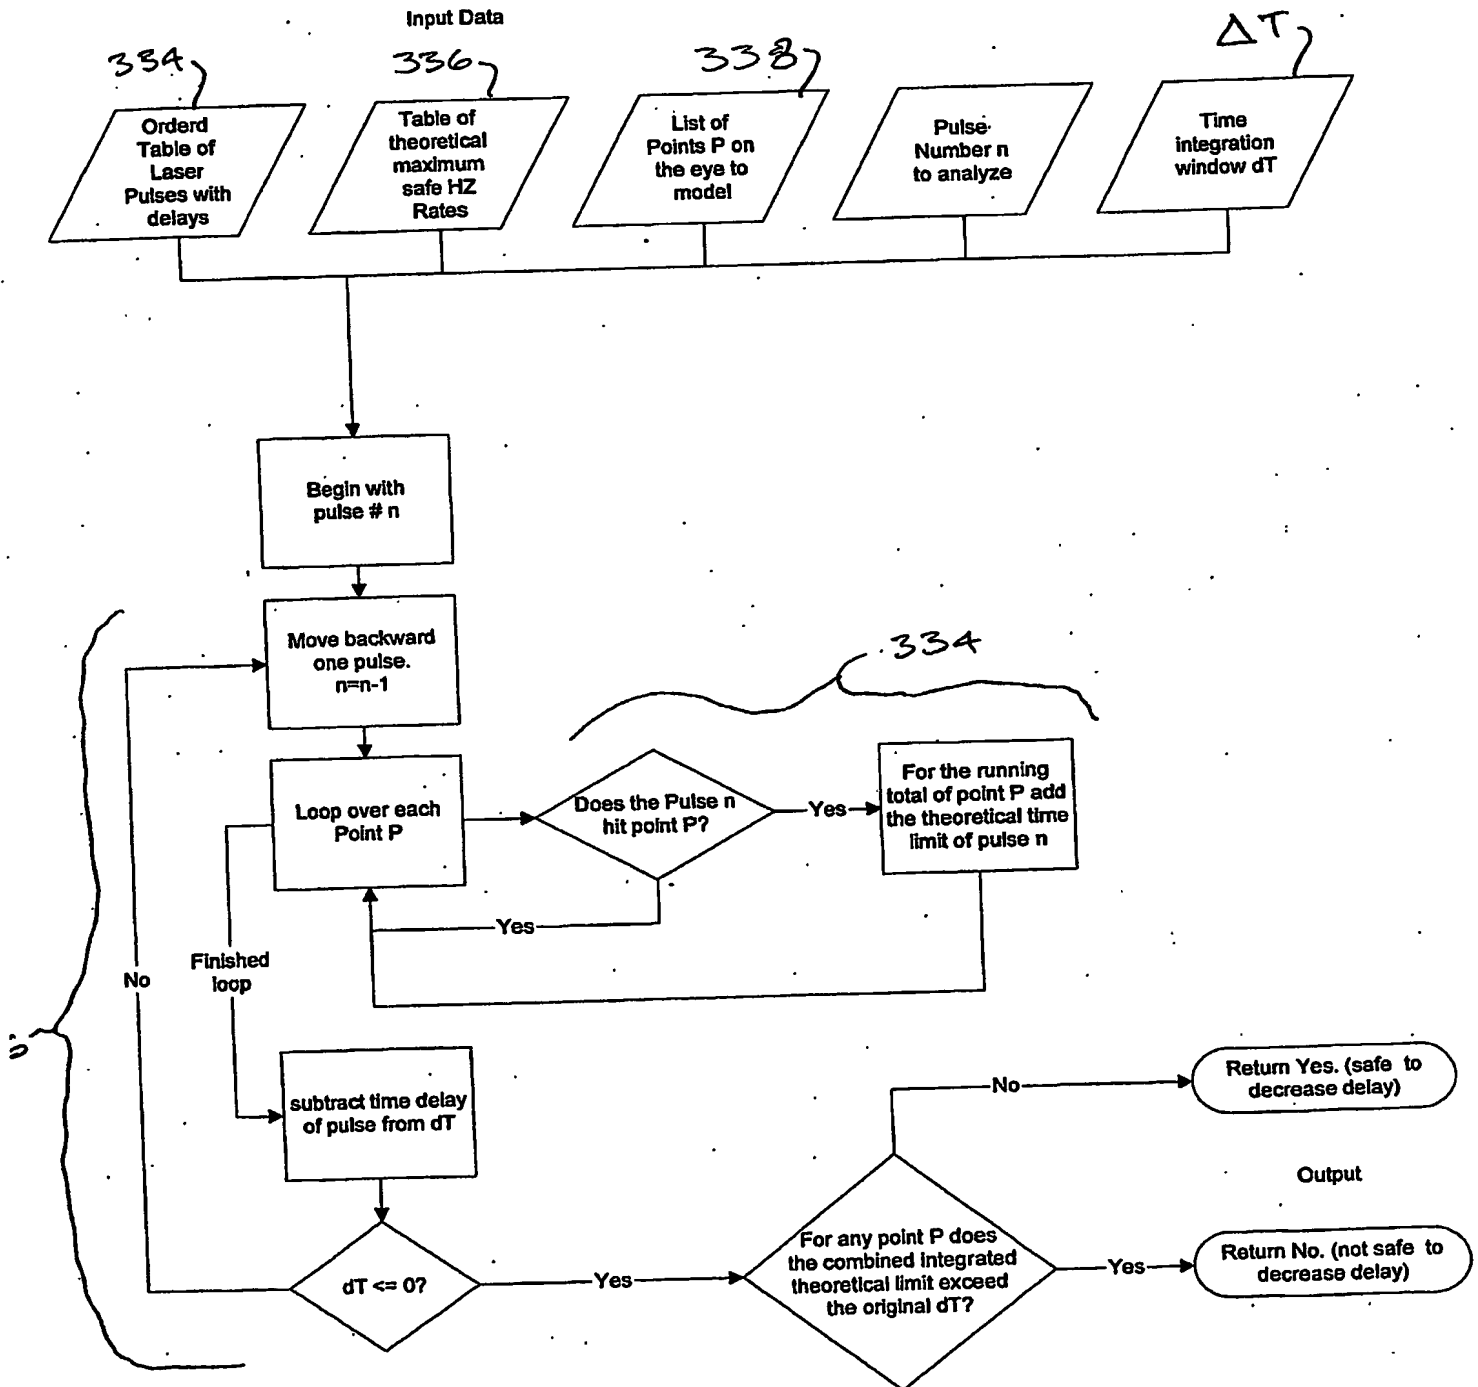 Input Data
334
336
338
ΔT
Orderd
Table of
Laser
Pulses with
delays
Table of
theoretical
maximum
safe HZ
Rates
List of
Points P on
the eye to
model
Pulse
Number n
to analyze
Time
integration
window dT
Begin with
pulse # n
Move backward
one pulse.
n=n-1
334
Loop over each
Point P
Does the Pulse n
hit point P?
Yes
For the running
total of point P add
the theoretical time
limit of pulse n
Yes
Finished
loop
No
subtract time delay
of pulse from dT
dT <= 0?
Yes
For any point P does
the combined integrated
theoretical limit exceed
the original dT?
No
Return Yes. (safe to
decrease delay)
Output
Yes
Return No. (not safe to
decrease delay)